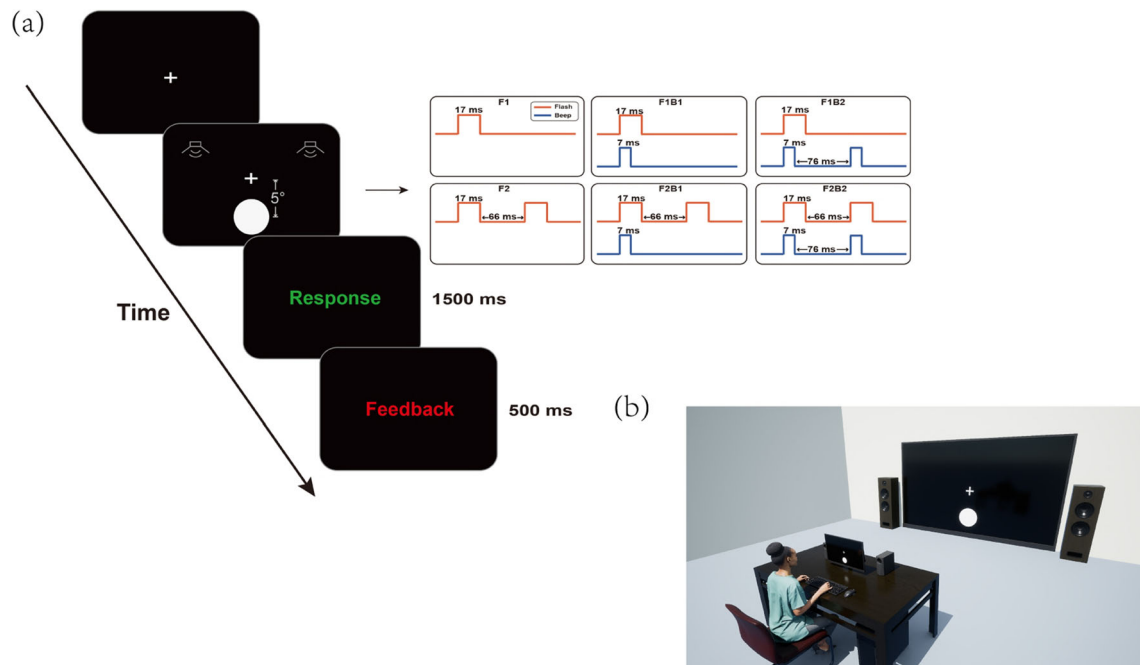 (a)
F1
17 ms
Flash
Beep
F1B1
17 ms
7 ms
F1B2
17 ms
7 ms
76 ms
5°
F2
17 ms
66 ms
F2B1
17 ms
66 ms
7 ms
F2B2
17 ms
66 ms
7 ms
76 ms
Response
1500 ms
Time
Feedback
500 ms
(b)